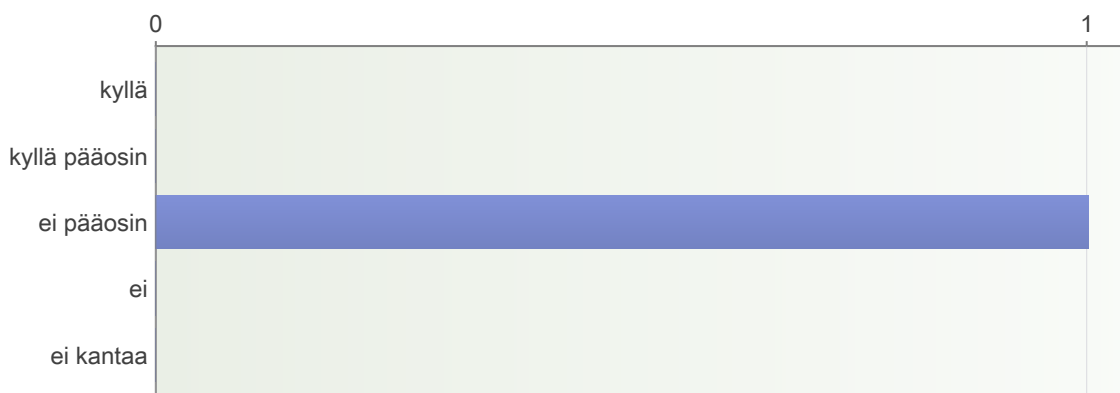 0 1
kyllä
kyllä pääosin
ei pääosin
ei
ei kantaa